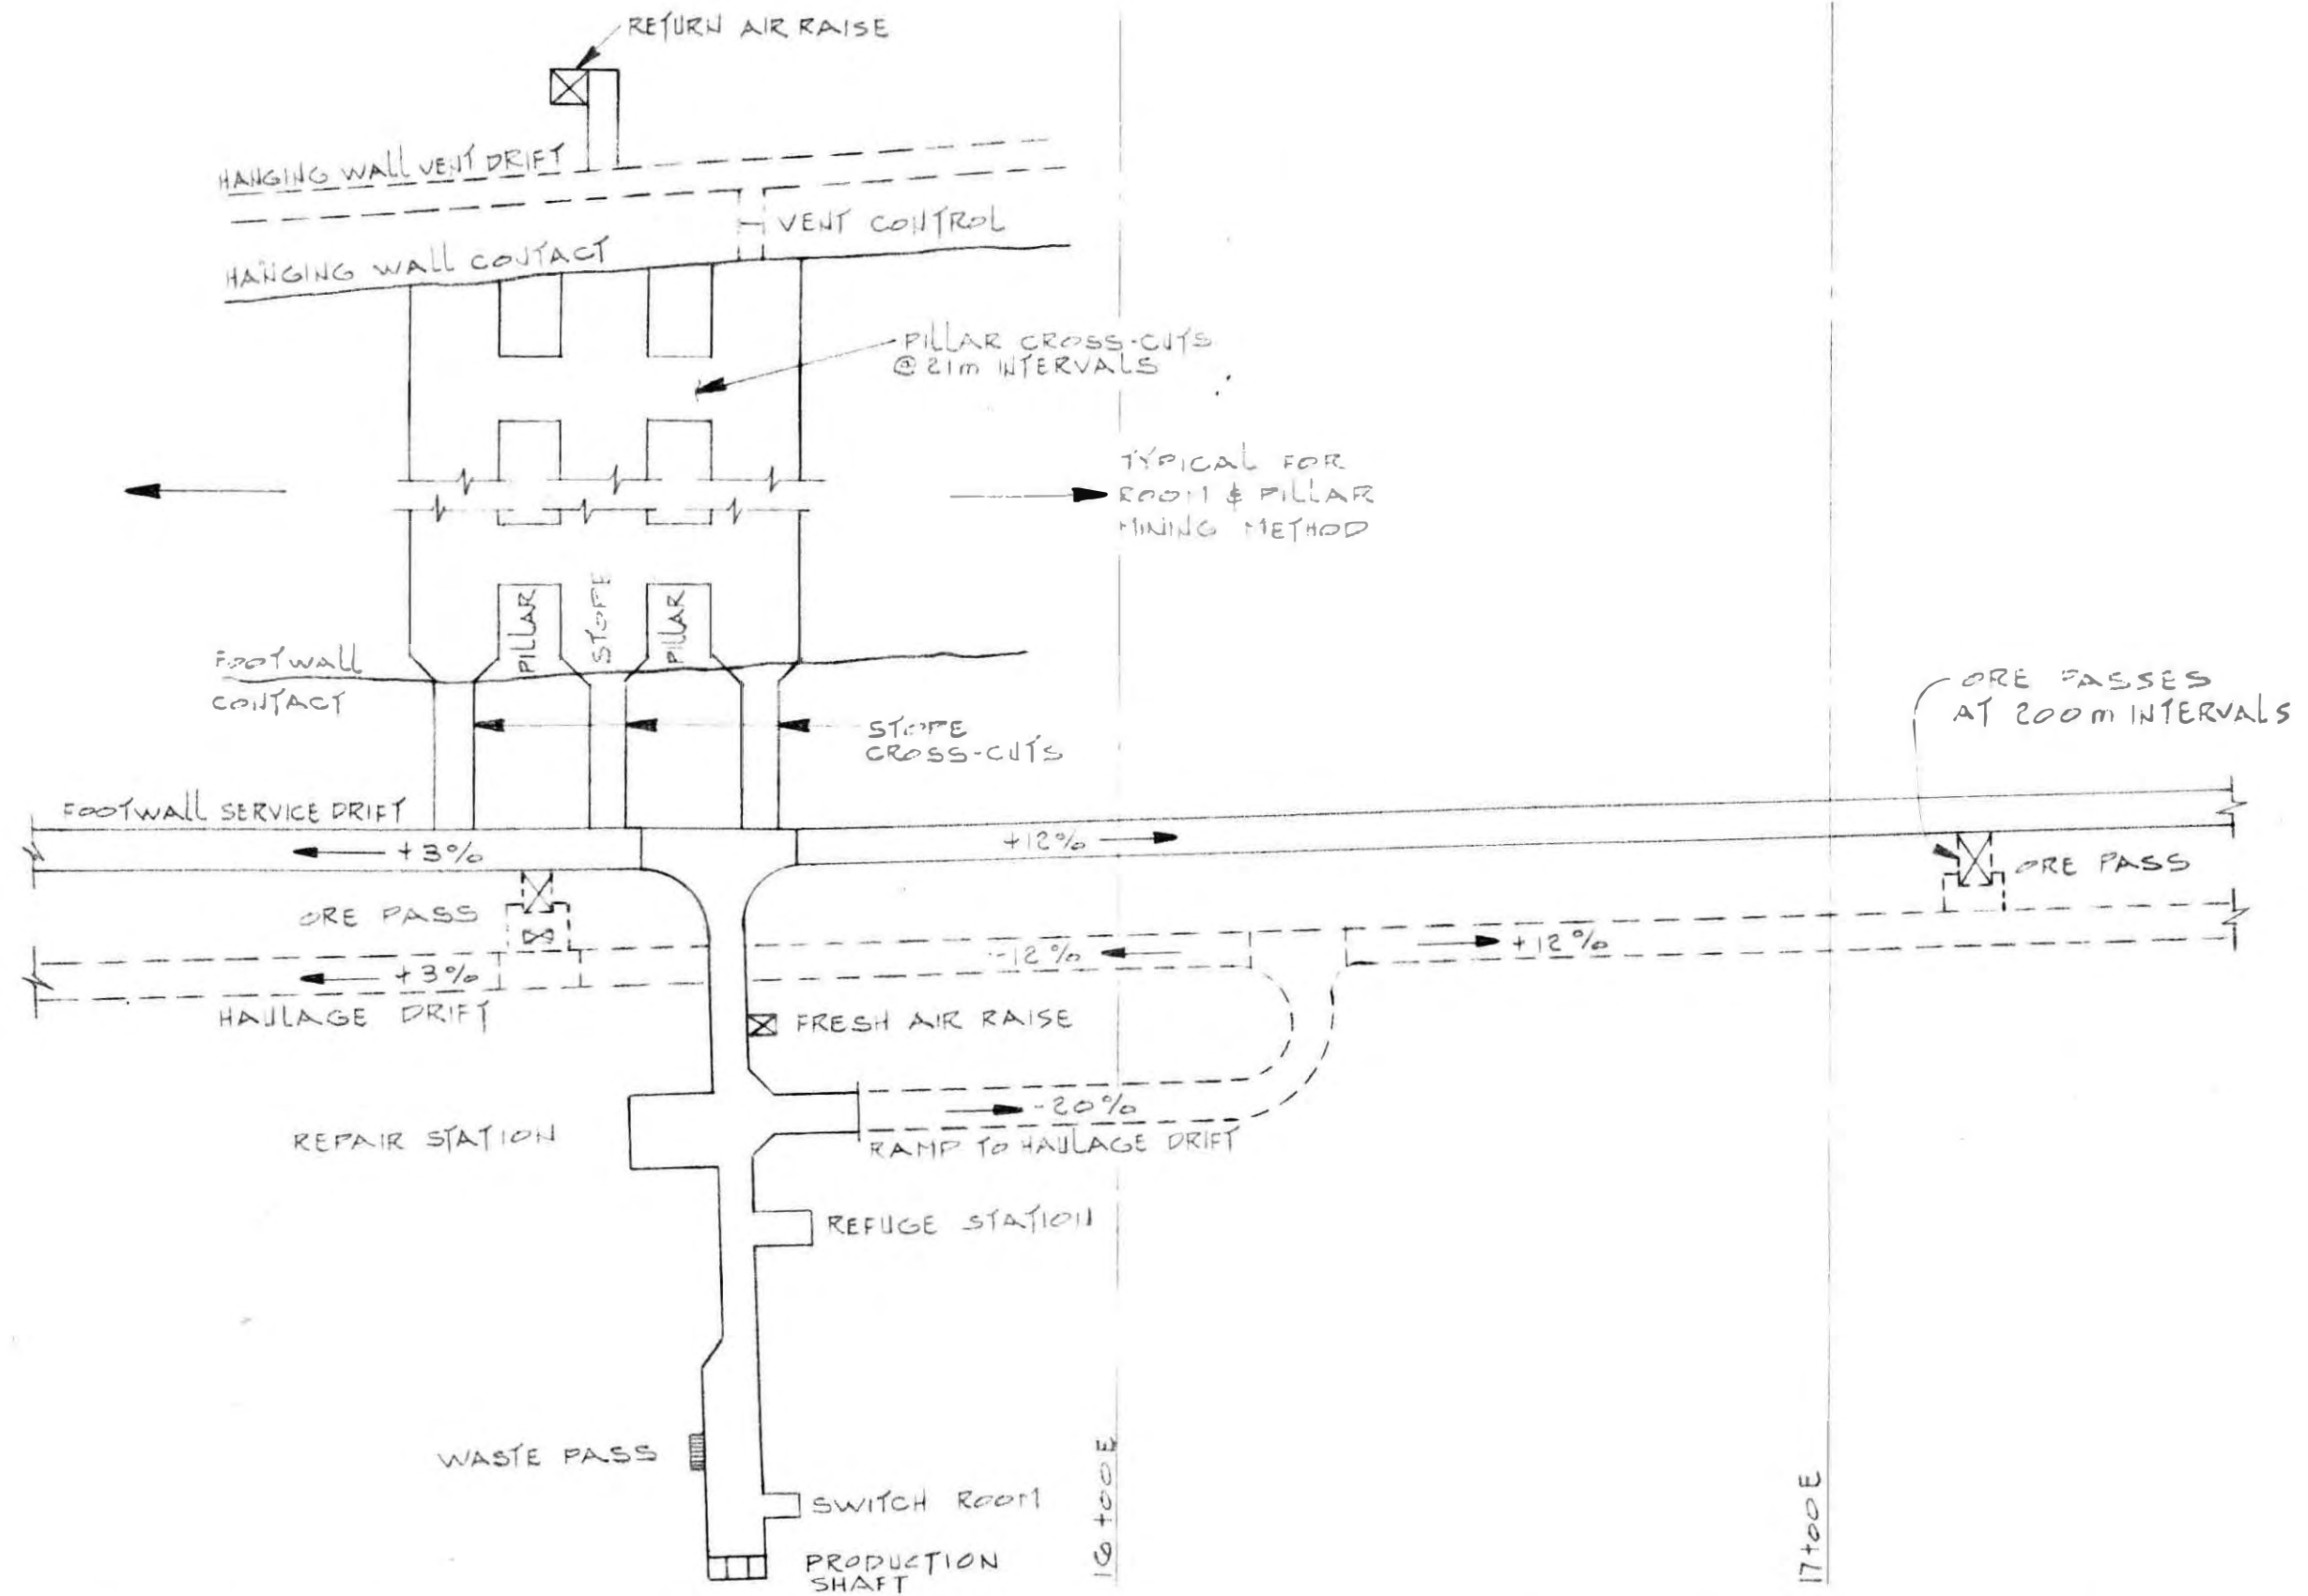 RETURN AIR RAISE
HANGING WALL VENT DRIFT
VENT CONTROL
HANGING WALL CONTACT
PILLAR CROSS-CUTS
@ 21m INTERVALS
TYPICAL FOR
ROOM & PILLAR
MINING METHOD
PILLAR
STOPE
PILLAR
FOOTWALL
CONTACT
STOPE
CROSS-CUTS
ORE PASSES
AT 200m INTERVALS
FOOTWALL SERVICE DRIFT
+3%
+12%
ORE PASS
ORE PASS
-12%
+12%
+3%
HAULAGE DRIFT
FRESH AIR RAISE
-20%
REPAIR STATION
RAMP TO HAULAGE DRIFT
REFUGE STATION
WASTE PASS
SWITCH ROOM
PRODUCTION
SHAFT
16+00E
17+00E